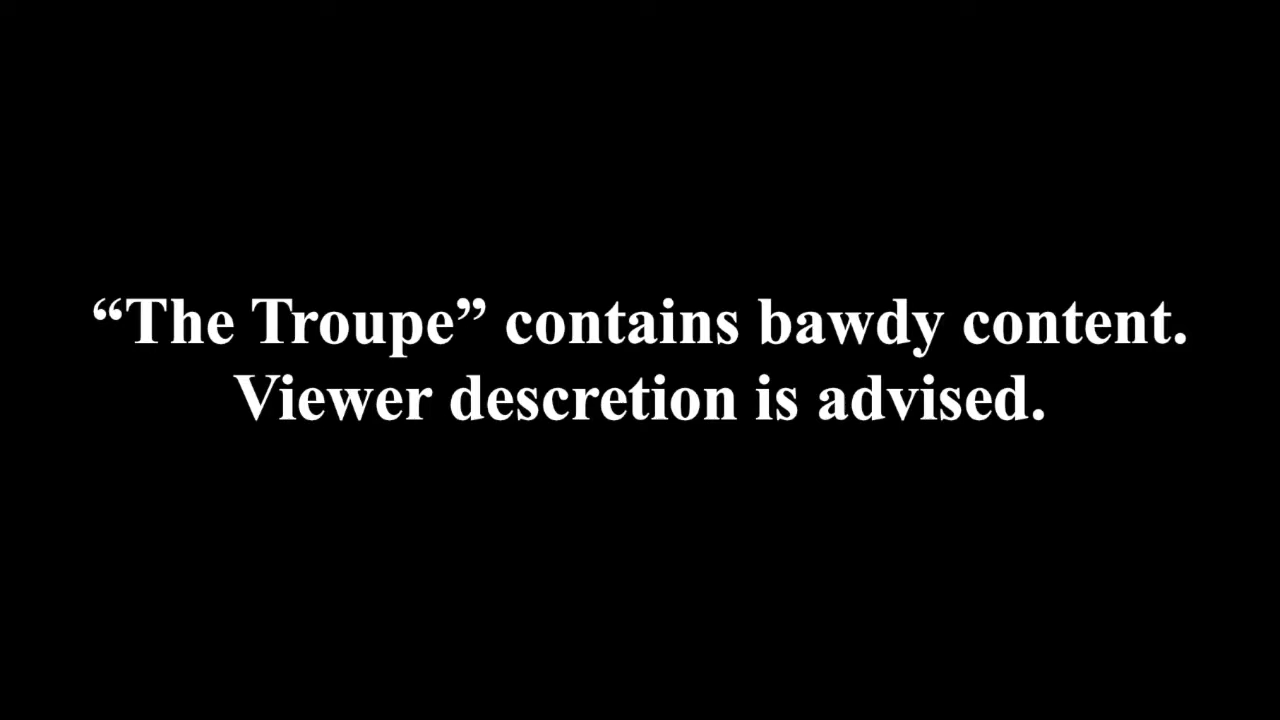 “The Troupe” contains bawdy content.
Viewer descretion is advised.